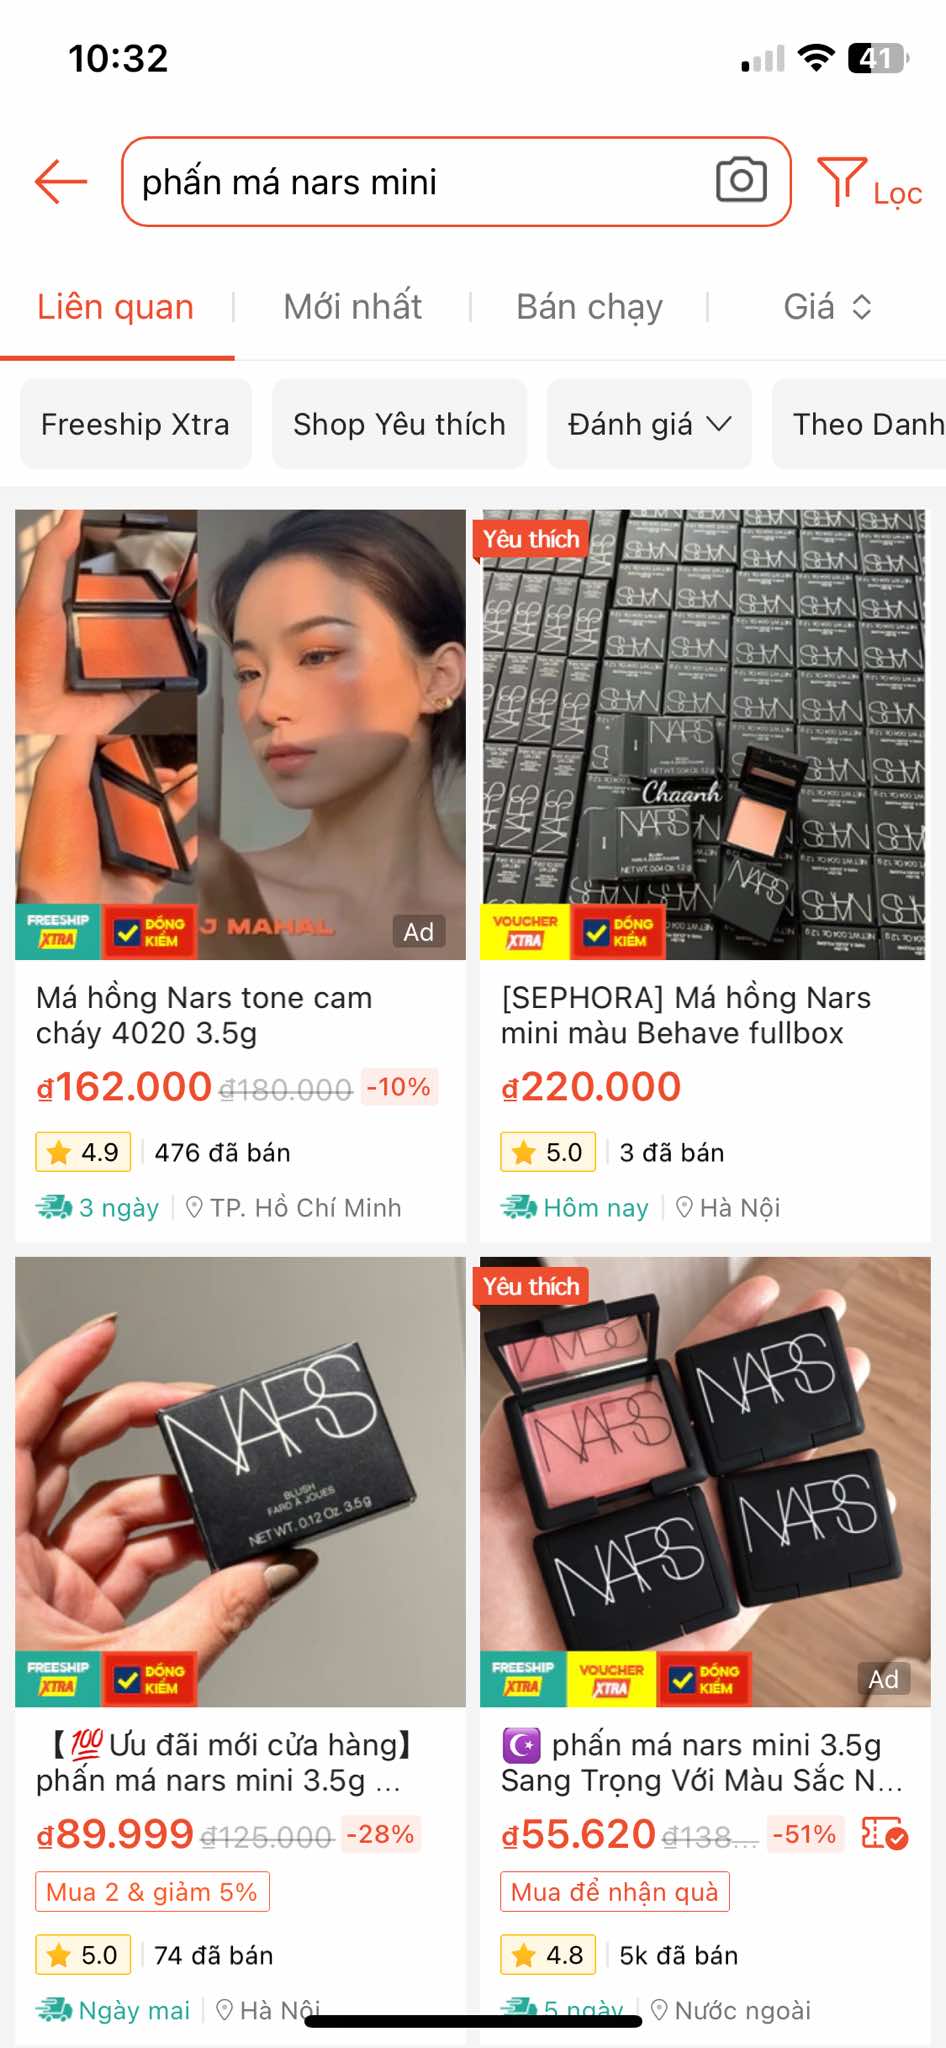 10:32
41
phấn má nars mini
Lọc
Liên quan
Mới nhất
Bán chạy
Giá
Freeship Xtra
Shop Yêu thích
Đánh giá
Theo Danh
FREESHIP
XTRA
ĐỒNG
KIỂM
J MAHAL
Ad
Má hồng Nars tone cam
cháy 4020 3.5g
₫162.000 ₫180.000 -10%
4.9
476 đã bán
3 ngày
TP. Hồ Chí Minh
Yêu thích
NARS
NARS
Chaanh
NARS
VOUCHER
XTRA
ĐỒNG
KIỂM
[SEPHORA] Má hồng Nars
mini màu Behave fullbox
₫220.000
5.0
3 đã bán
Hôm nay
Hà Nội
NARS
BLUSH
FARD À JOUES
NET WT. 0.12 Oz. 3.5g
FREESHIP
XTRA
ĐỒNG
KIỂM
【💯Ưu đãi mới cửa hàng】
phấn má nars mini 3.5g ...
₫89.999 ₫125.000 -28%
Mua 2 & giảm 5%
5.0
74 đã bán
Ngày mai
Hà Nội
Yêu thích
NARS
NARS
NARS
NARS
FREESHIP
XTRA
VOUCHER
XTRA
ĐỒNG
KIỂM
Ad
☪️ phấn má nars mini 3.5g
Sang Trọng Với Màu Sắc N...
₫55.620 ₫138... -51%
Mua để nhận quà
4.8
5k đã bán
5 ngày
Nước ngoài